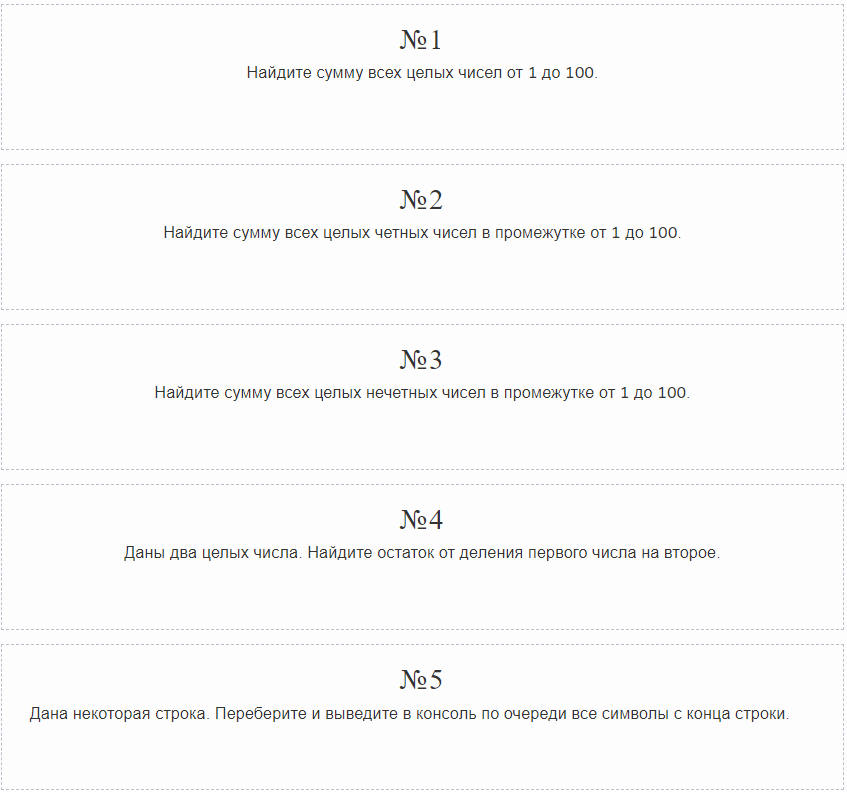 №1
Найдите сумму всех целых чисел от 1 до 100.
№2
Найдите сумму всех целых четных чисел в промежутке от 1 до 100.
№3
Найдите сумму всех целых нечетных чисел в промежутке от 1 до 100.
№4
Даны два целых числа. Найдите остаток от деления первого числа на второе.
№5
Дана некоторая строка. Переберите и выведите в консоль по очереди все символы с конца строки.